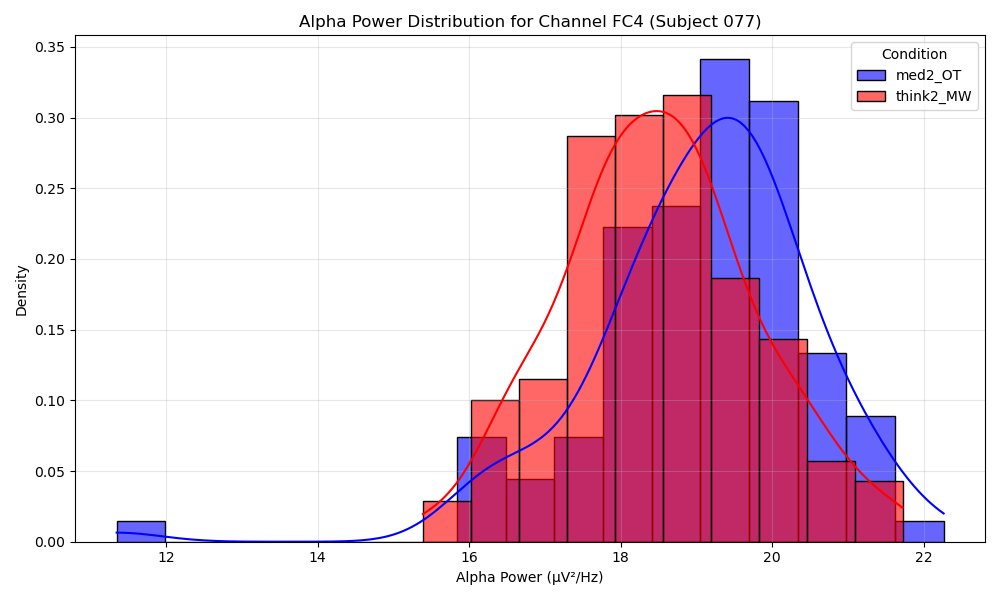 Alpha Power Distribution for Channel FC4 (Subject 077)
Condition
med2_OT
think2_MW
Density
0.35
0.30
0.25
0.20
0.15
0.10
0.05
0.00
12
14
16
18
20
22
Alpha Power (μV²/Hz)